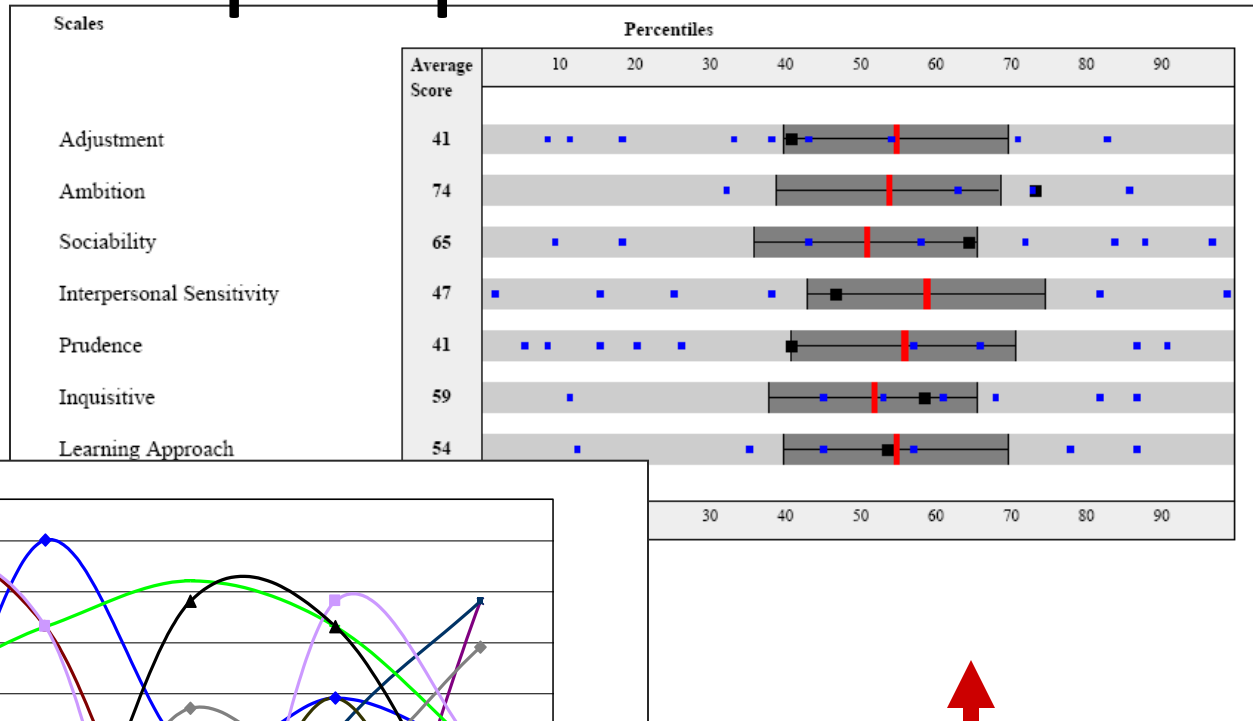 Scales
Percentiles
Average 10 20 30 40 50 60 70 80 90
Score
Adjustment 41
Ambition 74
Sociability 65
Interpersonal Sensitivity 47
Prudence 41
Inquisitive 59
Learning Approach 54
30 40 50 60 70 80 90